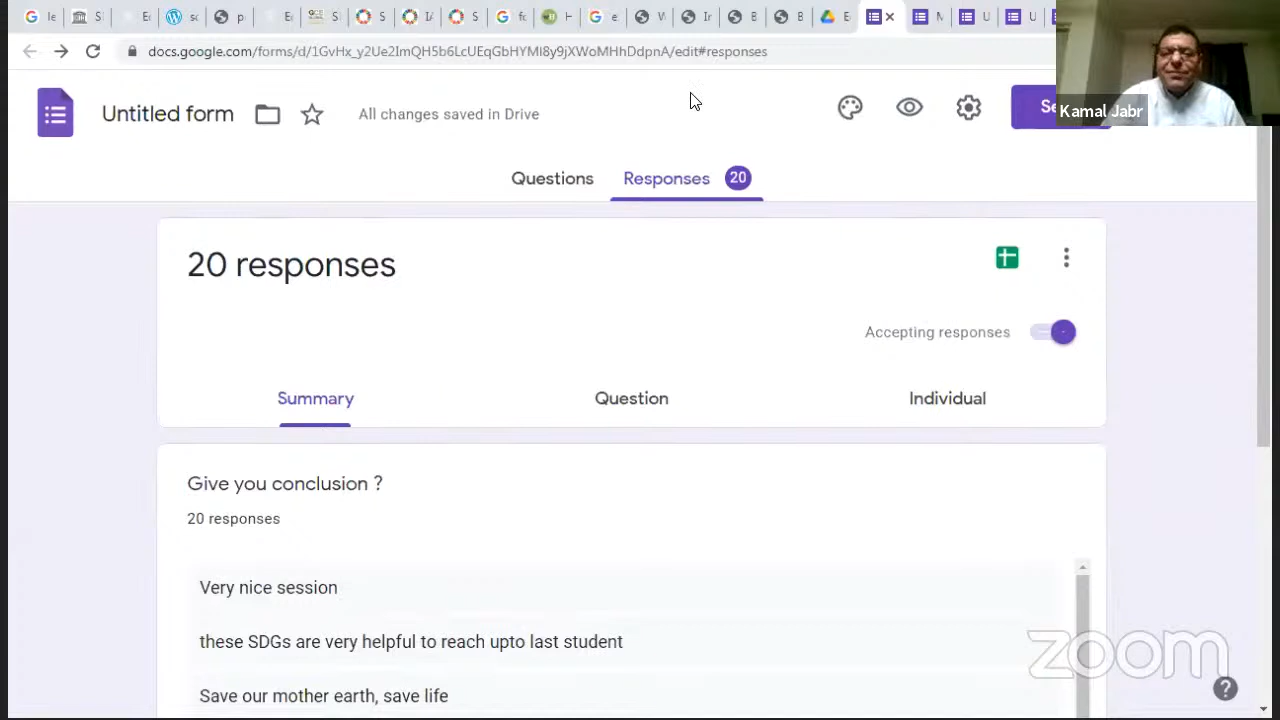 docs.google.com/forms/d/1GvHx_y2Ue2ImQH5b6LcUEqGbHYMI8y9jXWoMHhDdpnA/edit#responses
Untitled form
All changes saved in Drive
Se
Kamal Jabr
Questions
Responses 20
20 responses
Accepting responses
Summary
Question
Individual
Give you conclusion ?
20 responses
Very nice session
these SDGs are very helpful to reach upto last student
Save our mother earth, save life
zoom